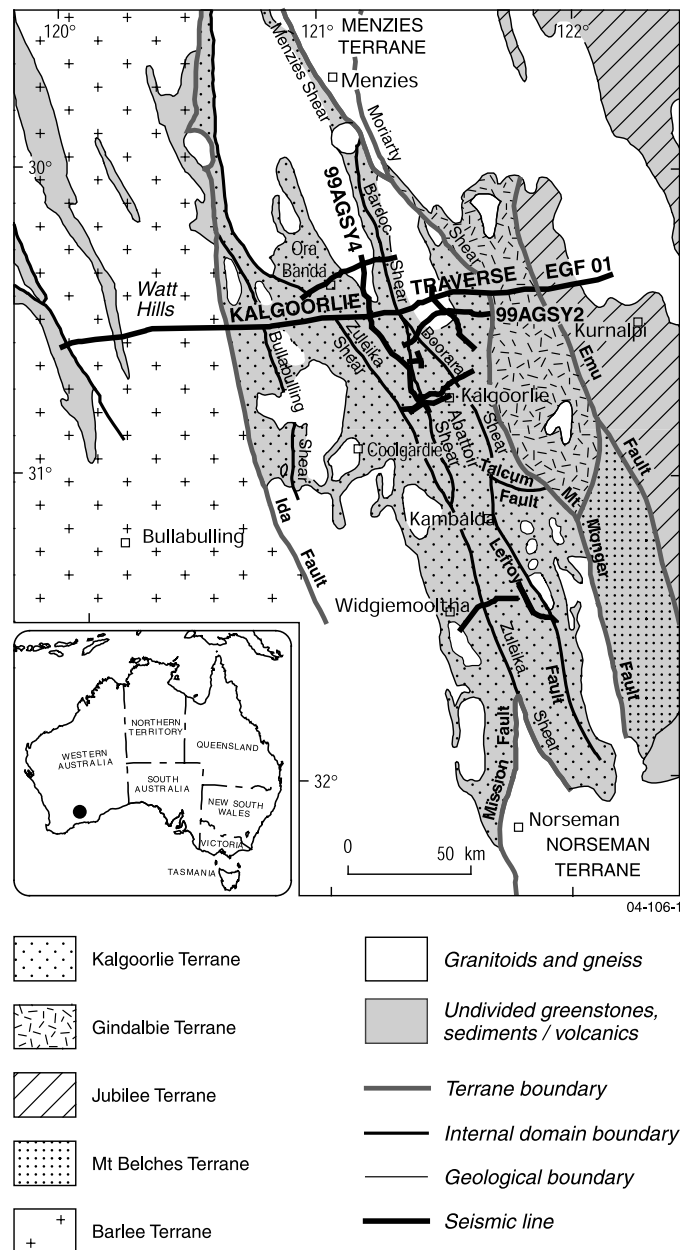 120°
121°
122°
MENZIES
TERRANE
Menzies
Menzies Shear
Moriarty
Shear
30°
99AGSY4
Bardoc
Shear
Ora
Banda
Watt
Hills
KALGOORLIE
TRAVERSE
EGF 01
99AGSY2
Kurnalpi
Emu
Fault
Zuleika
Shear
Boorara
Shear
Bullabulling
Shear
Kalgoorlie
Abattoir
Shear
Coolgardie
31°
Talcum
Fault
Mt
Monger
Fault
Ida
Fault
Kambalda
Bullabulling
Lefroy
Fault
Widgiemooltha
Zuleika
Shear
Mission Fault
32°
Norseman
NORSEMAN
TERRANE
0 50 km
NORTHERN
TERRITORY
WESTERN
AUSTRALIA
QUEENSLAND
SOUTH
AUSTRALIA
NEW SOUTH
WALES
VICTORIA
TASMANIA
04-106-1
Kalgoorlie Terrane
Gindalbie Terrane
Jubilee Terrane
Mt Belches Terrane
Barlee Terrane
Granitoids and gneiss
Undivided greenstones,
sediments / volcanics
Terrane boundary
Internal domain boundary
Geological boundary
Seismic line